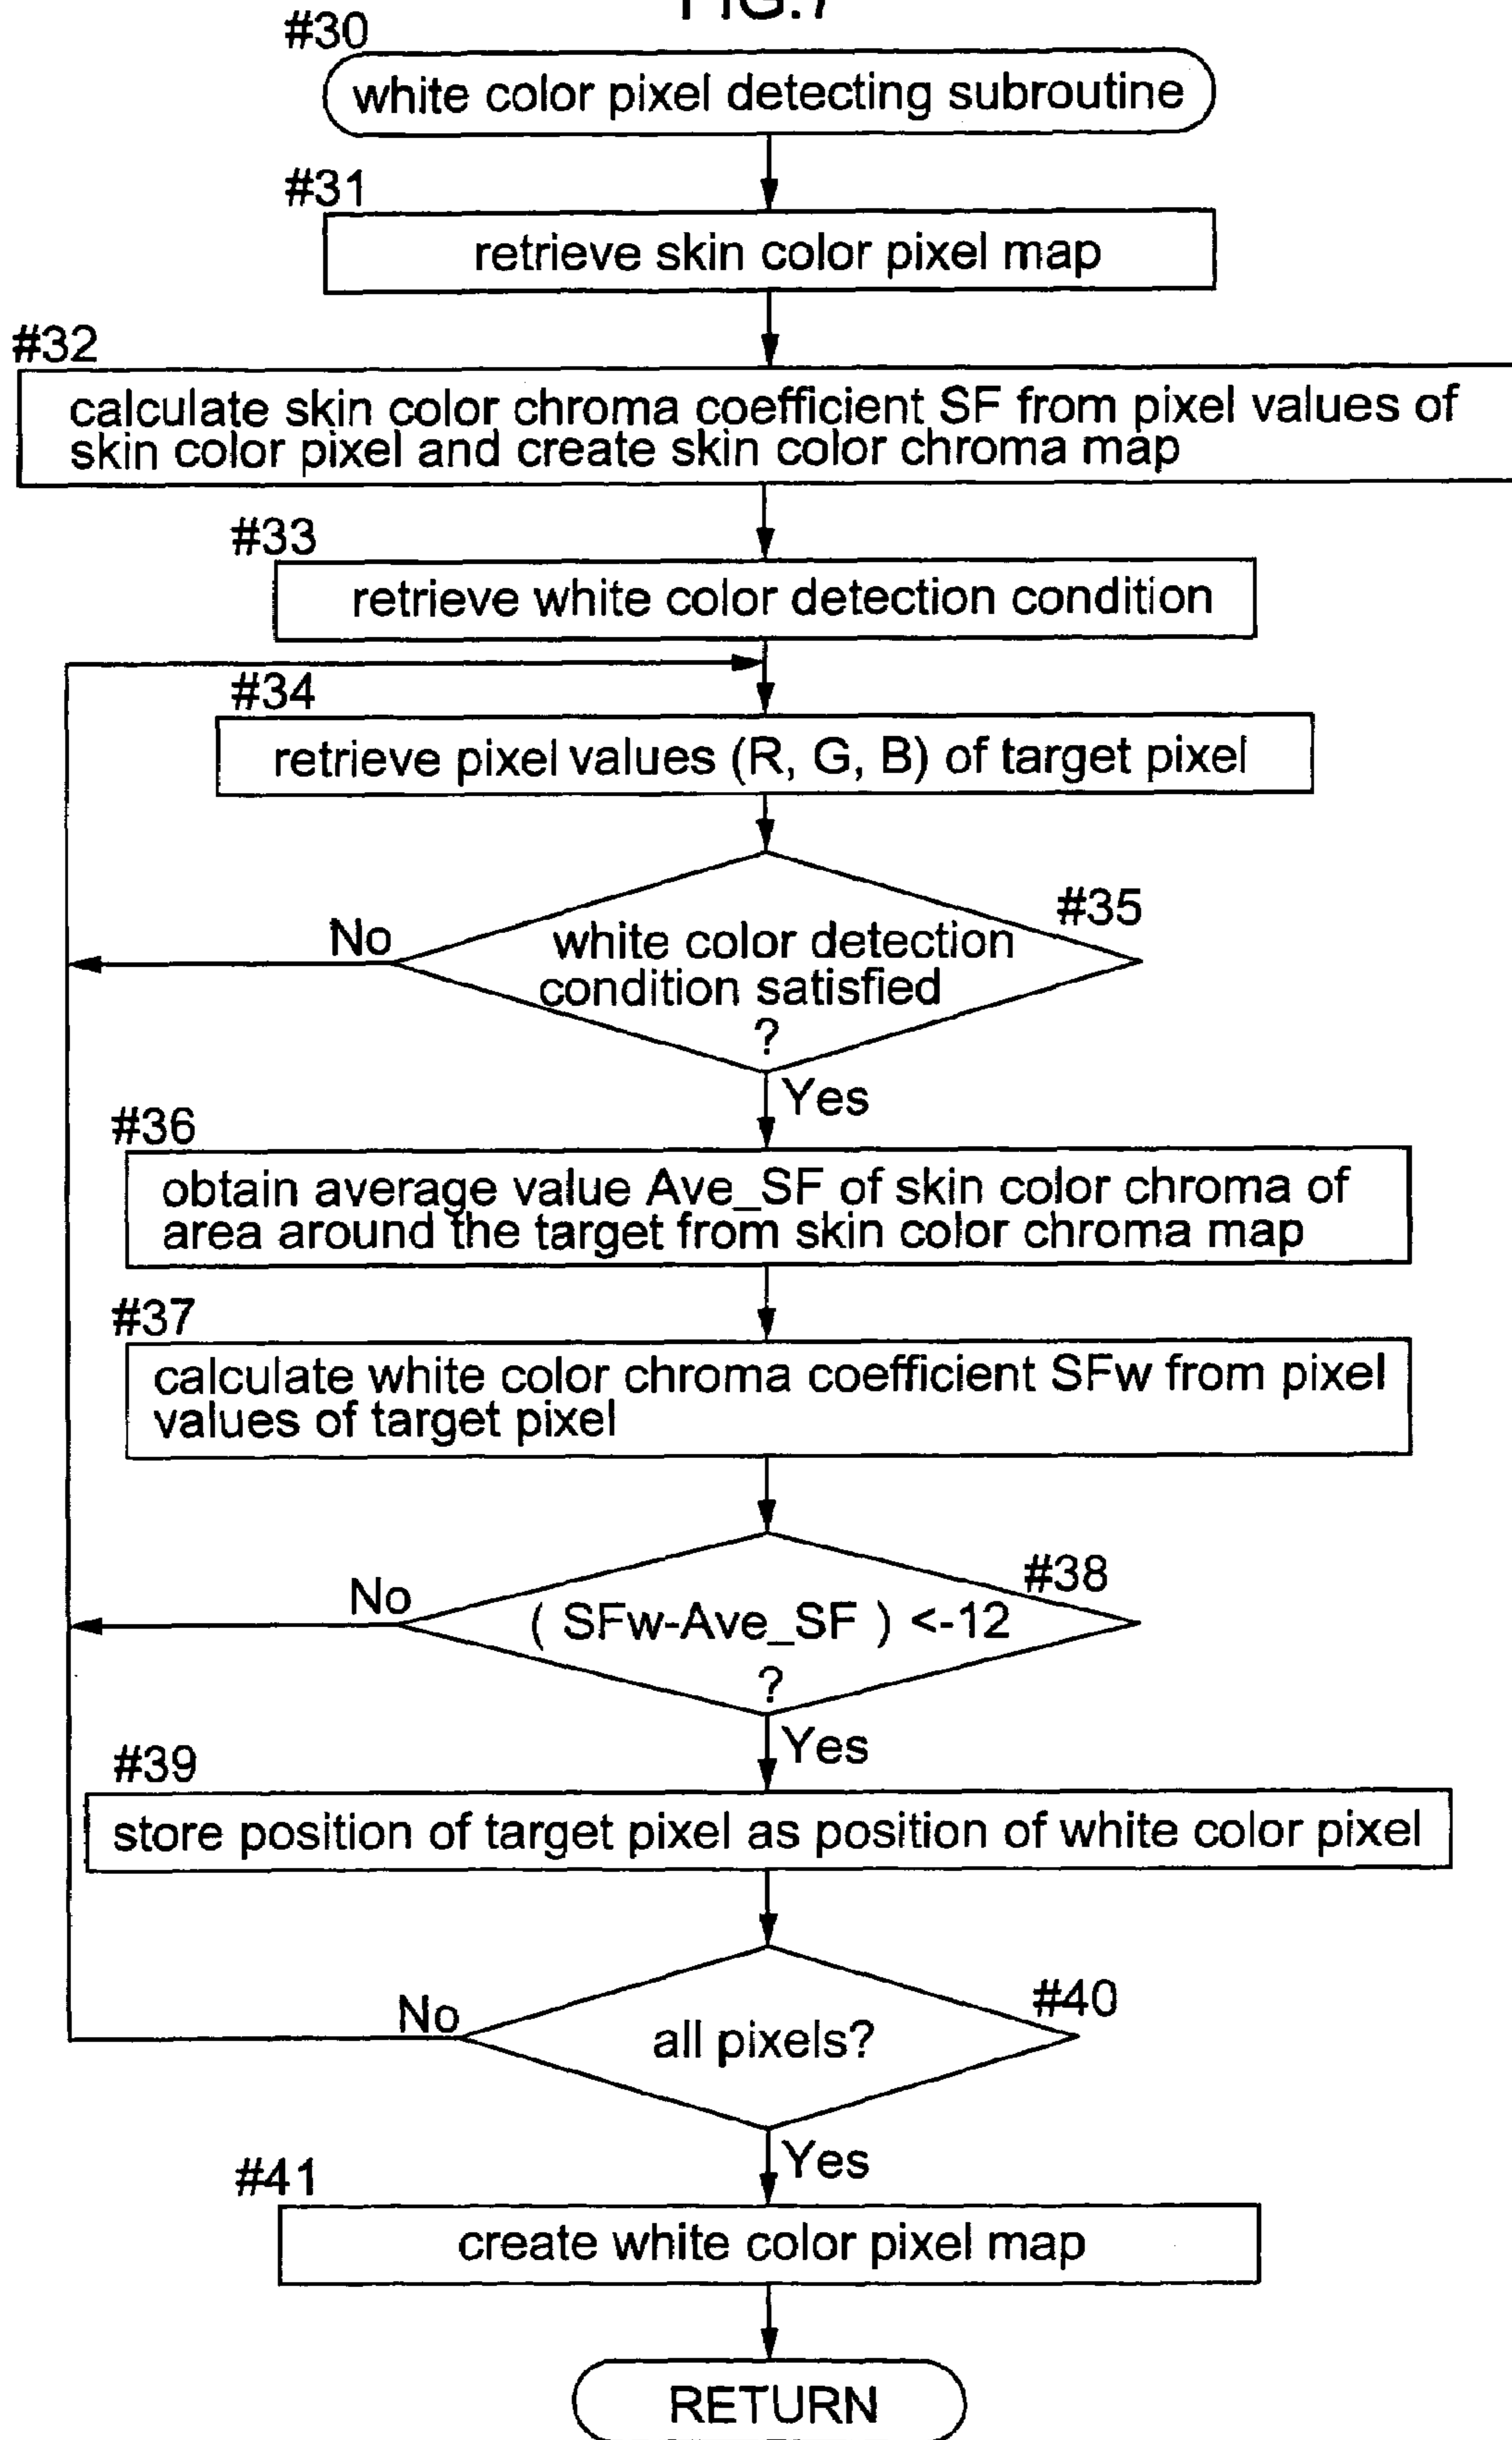 FIG.7
#30
white color pixel detecting subroutine
#31
retrieve skin color pixel map
#32
calculate skin color chroma coefficient SF from pixel values of
skin color pixel and create skin color chroma map
#33
retrieve white color detection condition
#34
retrieve pixel values (R, G, B) of target pixel
#35
No
white color detection
condition satisfied
?
Yes
#36
obtain average value Ave_SF of skin color chroma of
area around the target from skin color chroma map
#37
calculate white color chroma coefficient SFw from pixel
values of target pixel
#38
No
( SFw-Ave_SF ) <-12
?
Yes
#39
store position of target pixel as position of white color pixel
#40
No
all pixels?
Yes
#41
create white color pixel map
RETURN